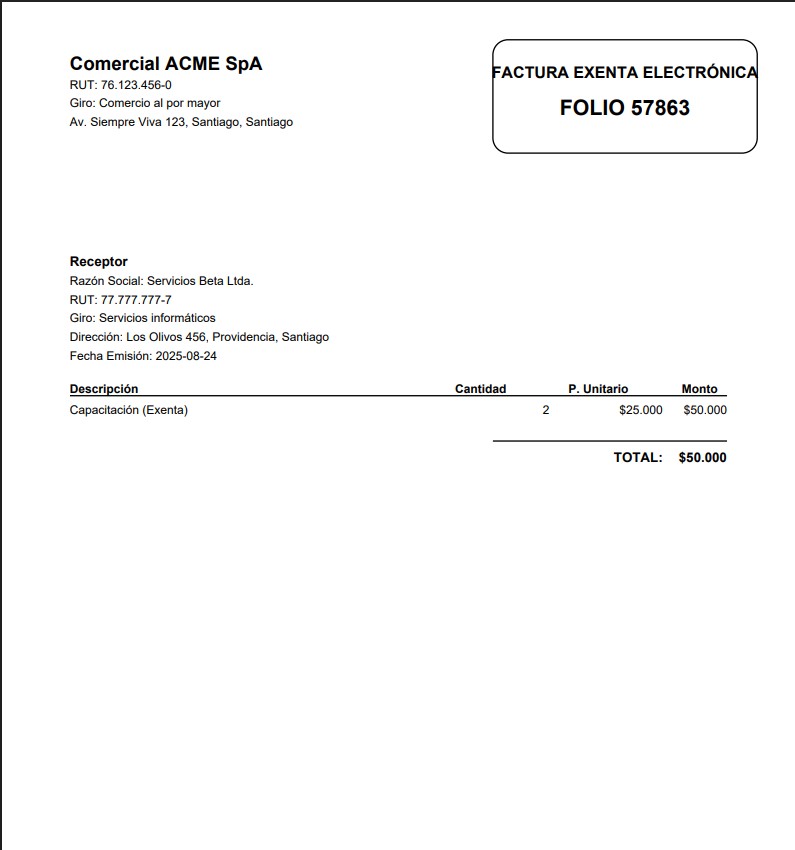 Comercial ACME SpA
RUT: 76.123.456-0
Giro: Comercio al por mayor
Av. Siempre Viva 123, Santiago, Santiago
FACTURA EXENTA ELECTRÓNICA
FOLIO 57863
Receptor
Razón Social: Servicios Beta Ltda.
RUT: 77.777.777-7
Giro: Servicios informáticos
Dirección: Los Olivos 456, Providencia, Santiago
Fecha Emisión: 2025-08-24
Descripción Cantidad P. Unitario Monto
Capacitación (Exenta) 2 $25.000 $50.000
TOTAL: $50.000